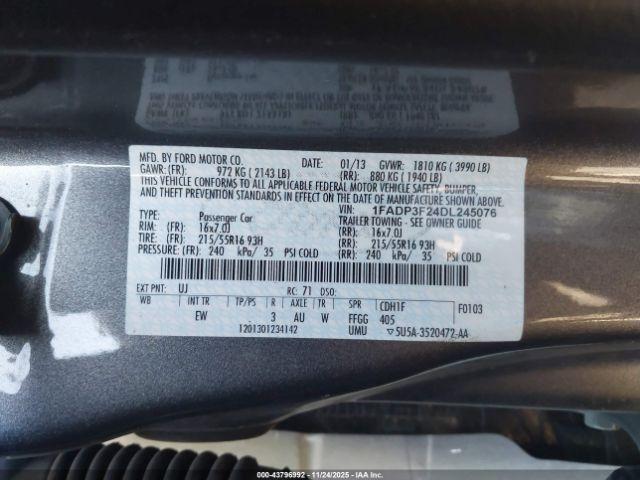 MFD. BY FORD MOTOR CO. DATE: 01/13 GVWR: 1810 KG ( 3990 LB)
GAWR: (FR) 972 KG ( 2143 LB) (RR): 880 KG ( 1940 LB)
THIS VEHICLE CONFORMS TO ALL APPLICABLE FEDERAL MOTOR VEHICLE SAFETY, BUMPER,
AND THEFT PREVENTION STANDARDS IN EFFECT ON THE DATE OF MANUFACTURE SHOWN ABOVE.
VIN: 1FADP3F24DL245076
TYPE: Passenger Car TRAILER TOWING - SEE OWNER GUIDE
RIM: (FR): 16x7.0J (RR): 16x7.0J
TIRE: (FR): 215/55R16 93H (RR): 215/55R16 93H
PRESSURE: (FR): 240 kPa/ 35 PSI COLD (RR): 240 kPa/ 35 PSI COLD
EXT PNT: UJ RC: 71 DSO:
WB INT TR TP/PS R AXLE TR SPR CDH1F F0103
EW 3 AU W FFGG 405
1201301234142 UMU ▽5U5A-3520472-AA
000-43796992 - 11/24/2025 - IAAI.COM